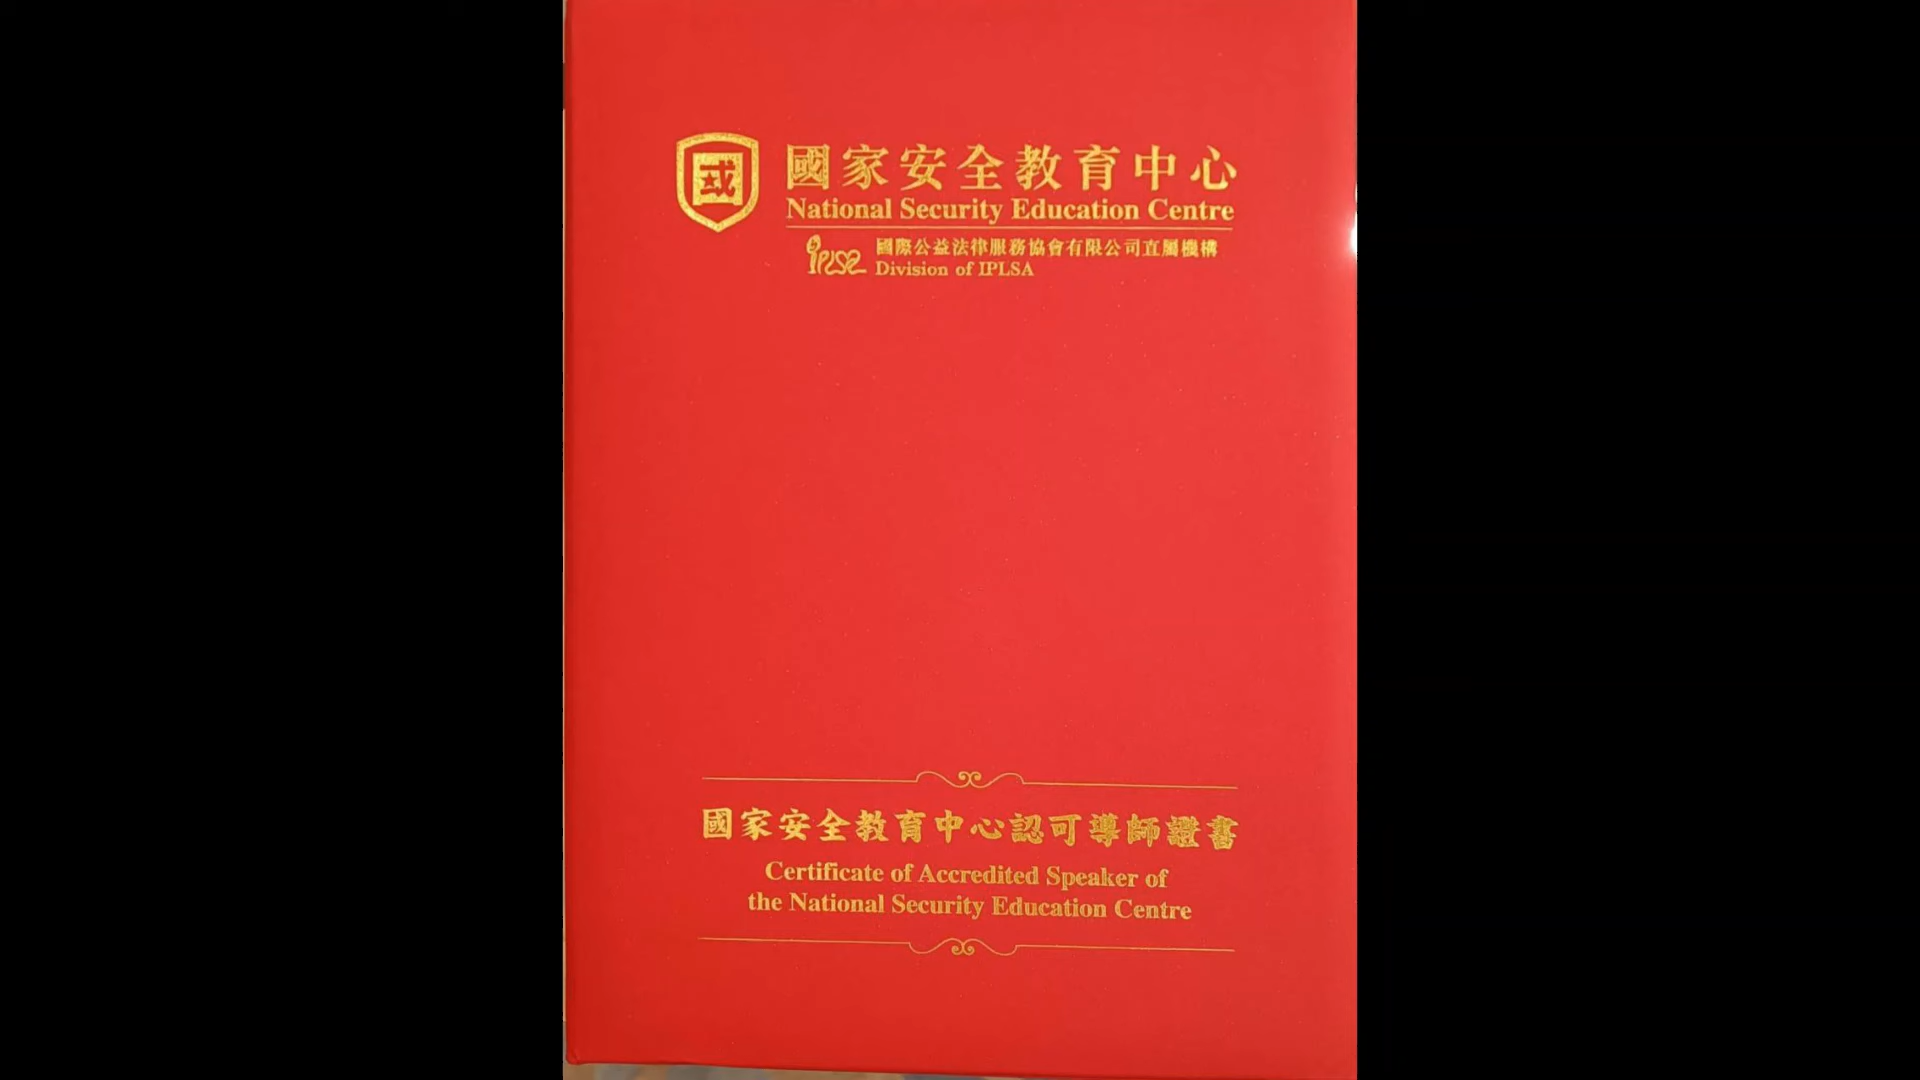 國家安全教育中心
National Security Education Centre
IPLSA
國際公益法律服務協會有限公司直屬機構
Division of IPLSA
國家安全教育中心認可導師證書
Certificate of Accredited Speaker of
the National Security Education Centre